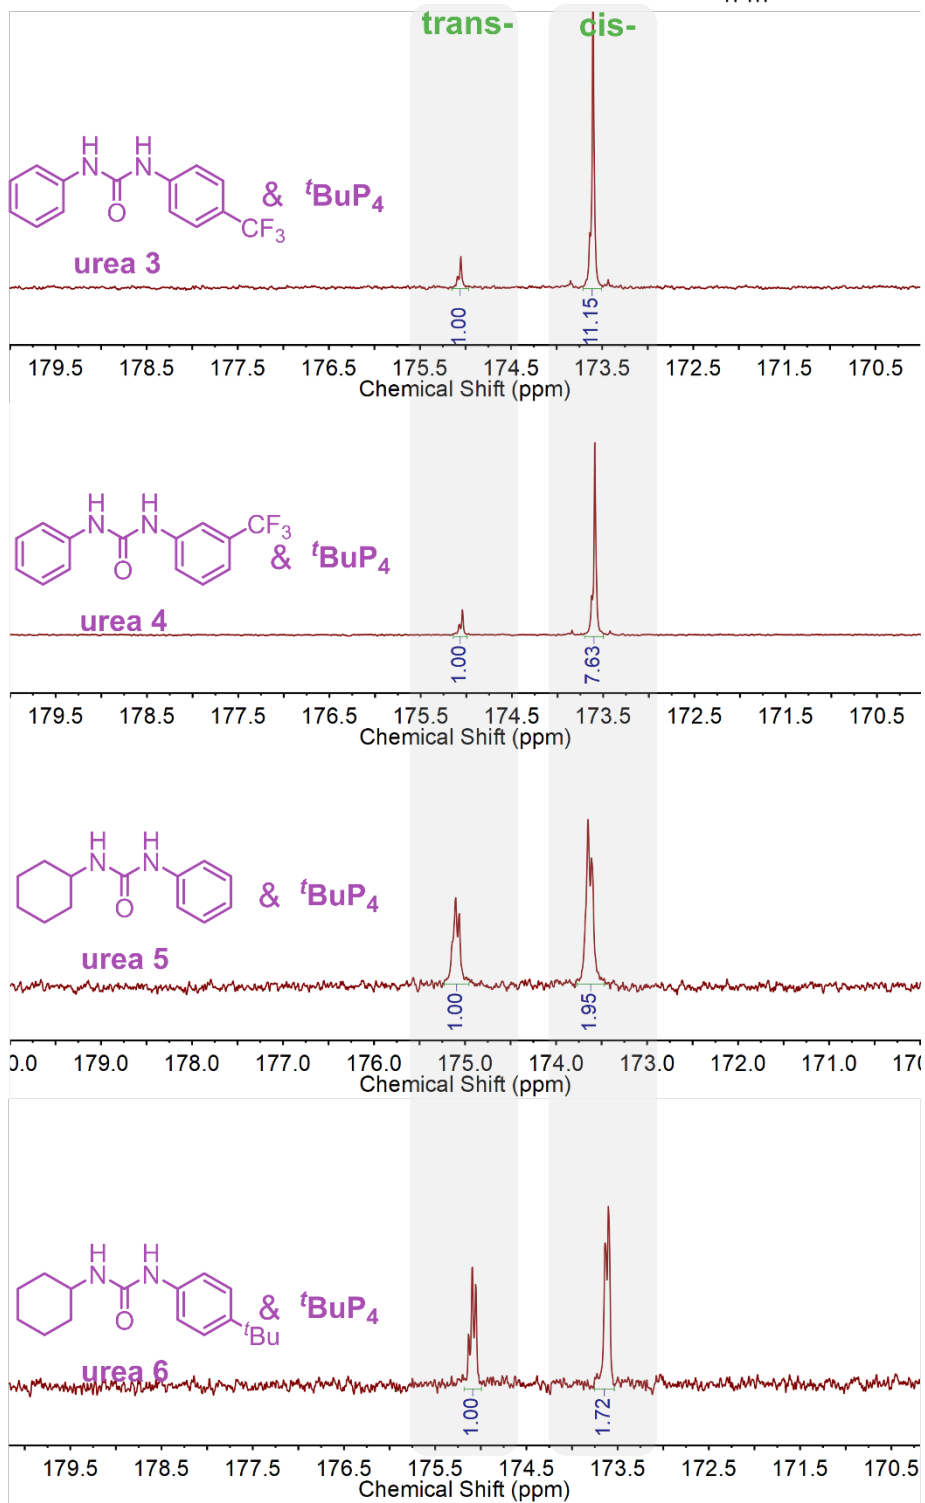 trans- cis-
H H
N N
O
CF3
& tBuP4
urea 3
1.00 11.15
179.5 178.5 177.5 176.5 175.5 174.5 173.5 172.5 171.5 170.5
Chemical Shift (ppm)
H H
N N
O
CF3
& tBuP4
urea 4
1.00 7.63
179.5 178.5 177.5 176.5 175.5 174.5 173.5 172.5 171.5 170.5
Chemical Shift (ppm)
H H
N N
O
& tBuP4
urea 5
1.00 1.95
0.0 179.0 178.0 177.0 176.0 175.0 174.0 173.0 172.0 171.0 170
Chemical Shift (ppm)
H H
N N
O
tBu
& tBuP4
urea 6
1.00 1.72
179.5 178.5 177.5 176.5 175.5 174.5 173.5 172.5 171.5 170.5
Chemical Shift (ppm)